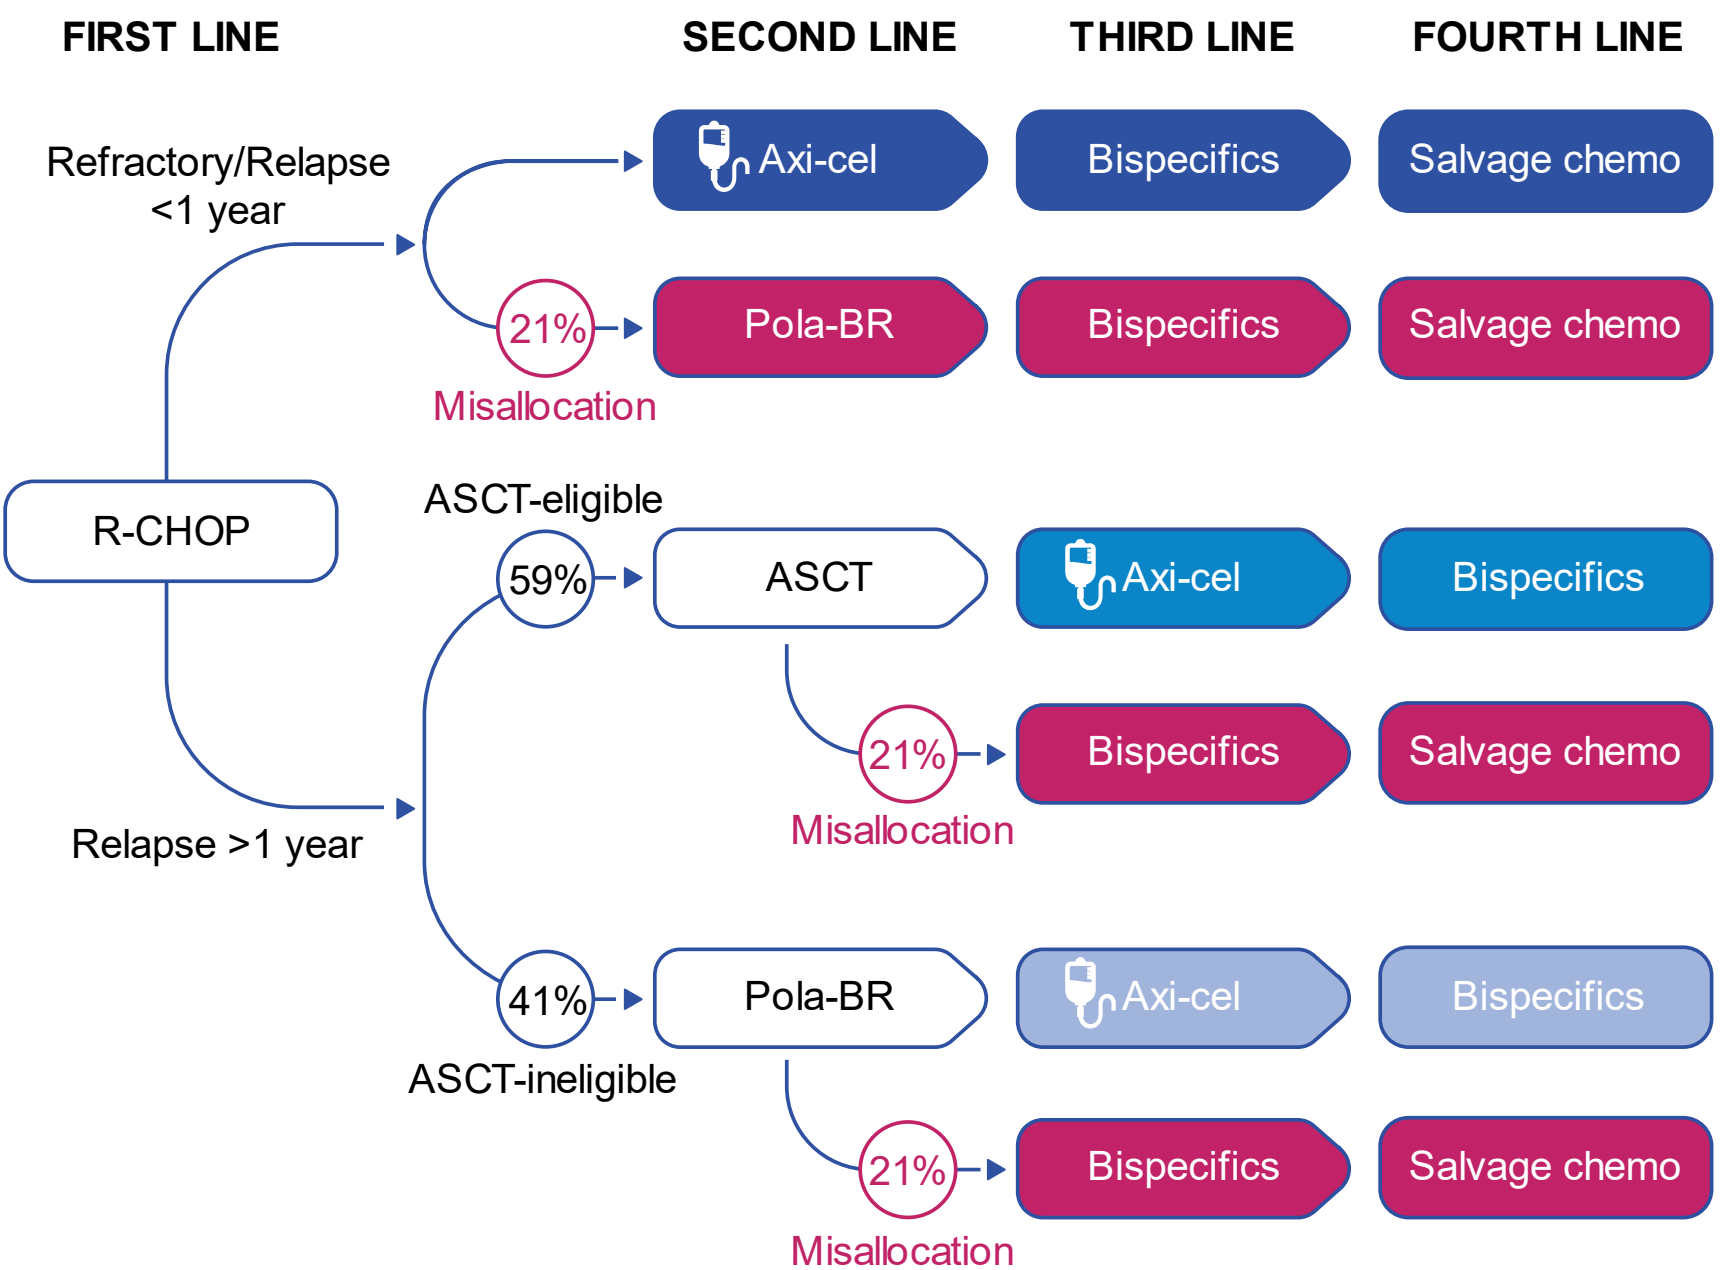 FIRST LINE
SECOND LINE
THIRD LINE
FOURTH LINE
Refractory/Relapse
<1 year
Axi-cel
Bispecifics
Salvage chemo
21%
Misallocation
Pola-BR
Bispecifics
Salvage chemo
R-CHOP
ASCT-eligible
59%
ASCT
Axi-cel
Bispecifics
21%
Misallocation
Bispecifics
Salvage chemo
Relapse >1 year
41%
ASCT-ineligible
Pola-BR
Axi-cel
Bispecifics
21%
Misallocation
Bispecifics
Salvage chemo